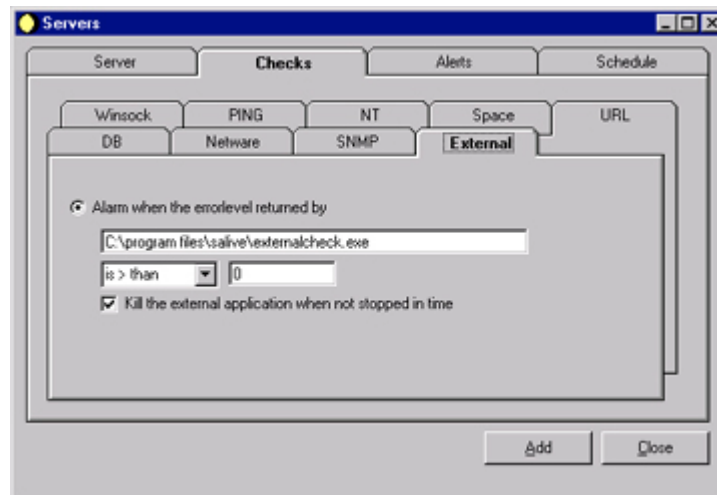 Servers
Server Checks Alerts Schedule
Winsock PING NT Space URL
DB Netware SNMP External
Alarm when the errorlevel returned by
C:\program files\salive\externalcheck.exe
is > than 0
Kill the external application when not stopped in time
Add Close